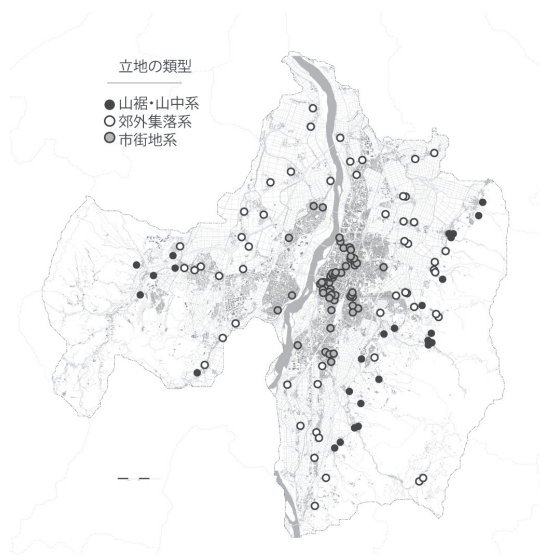 立地の類型
山裾・山中系
郊外集落系
市街地系